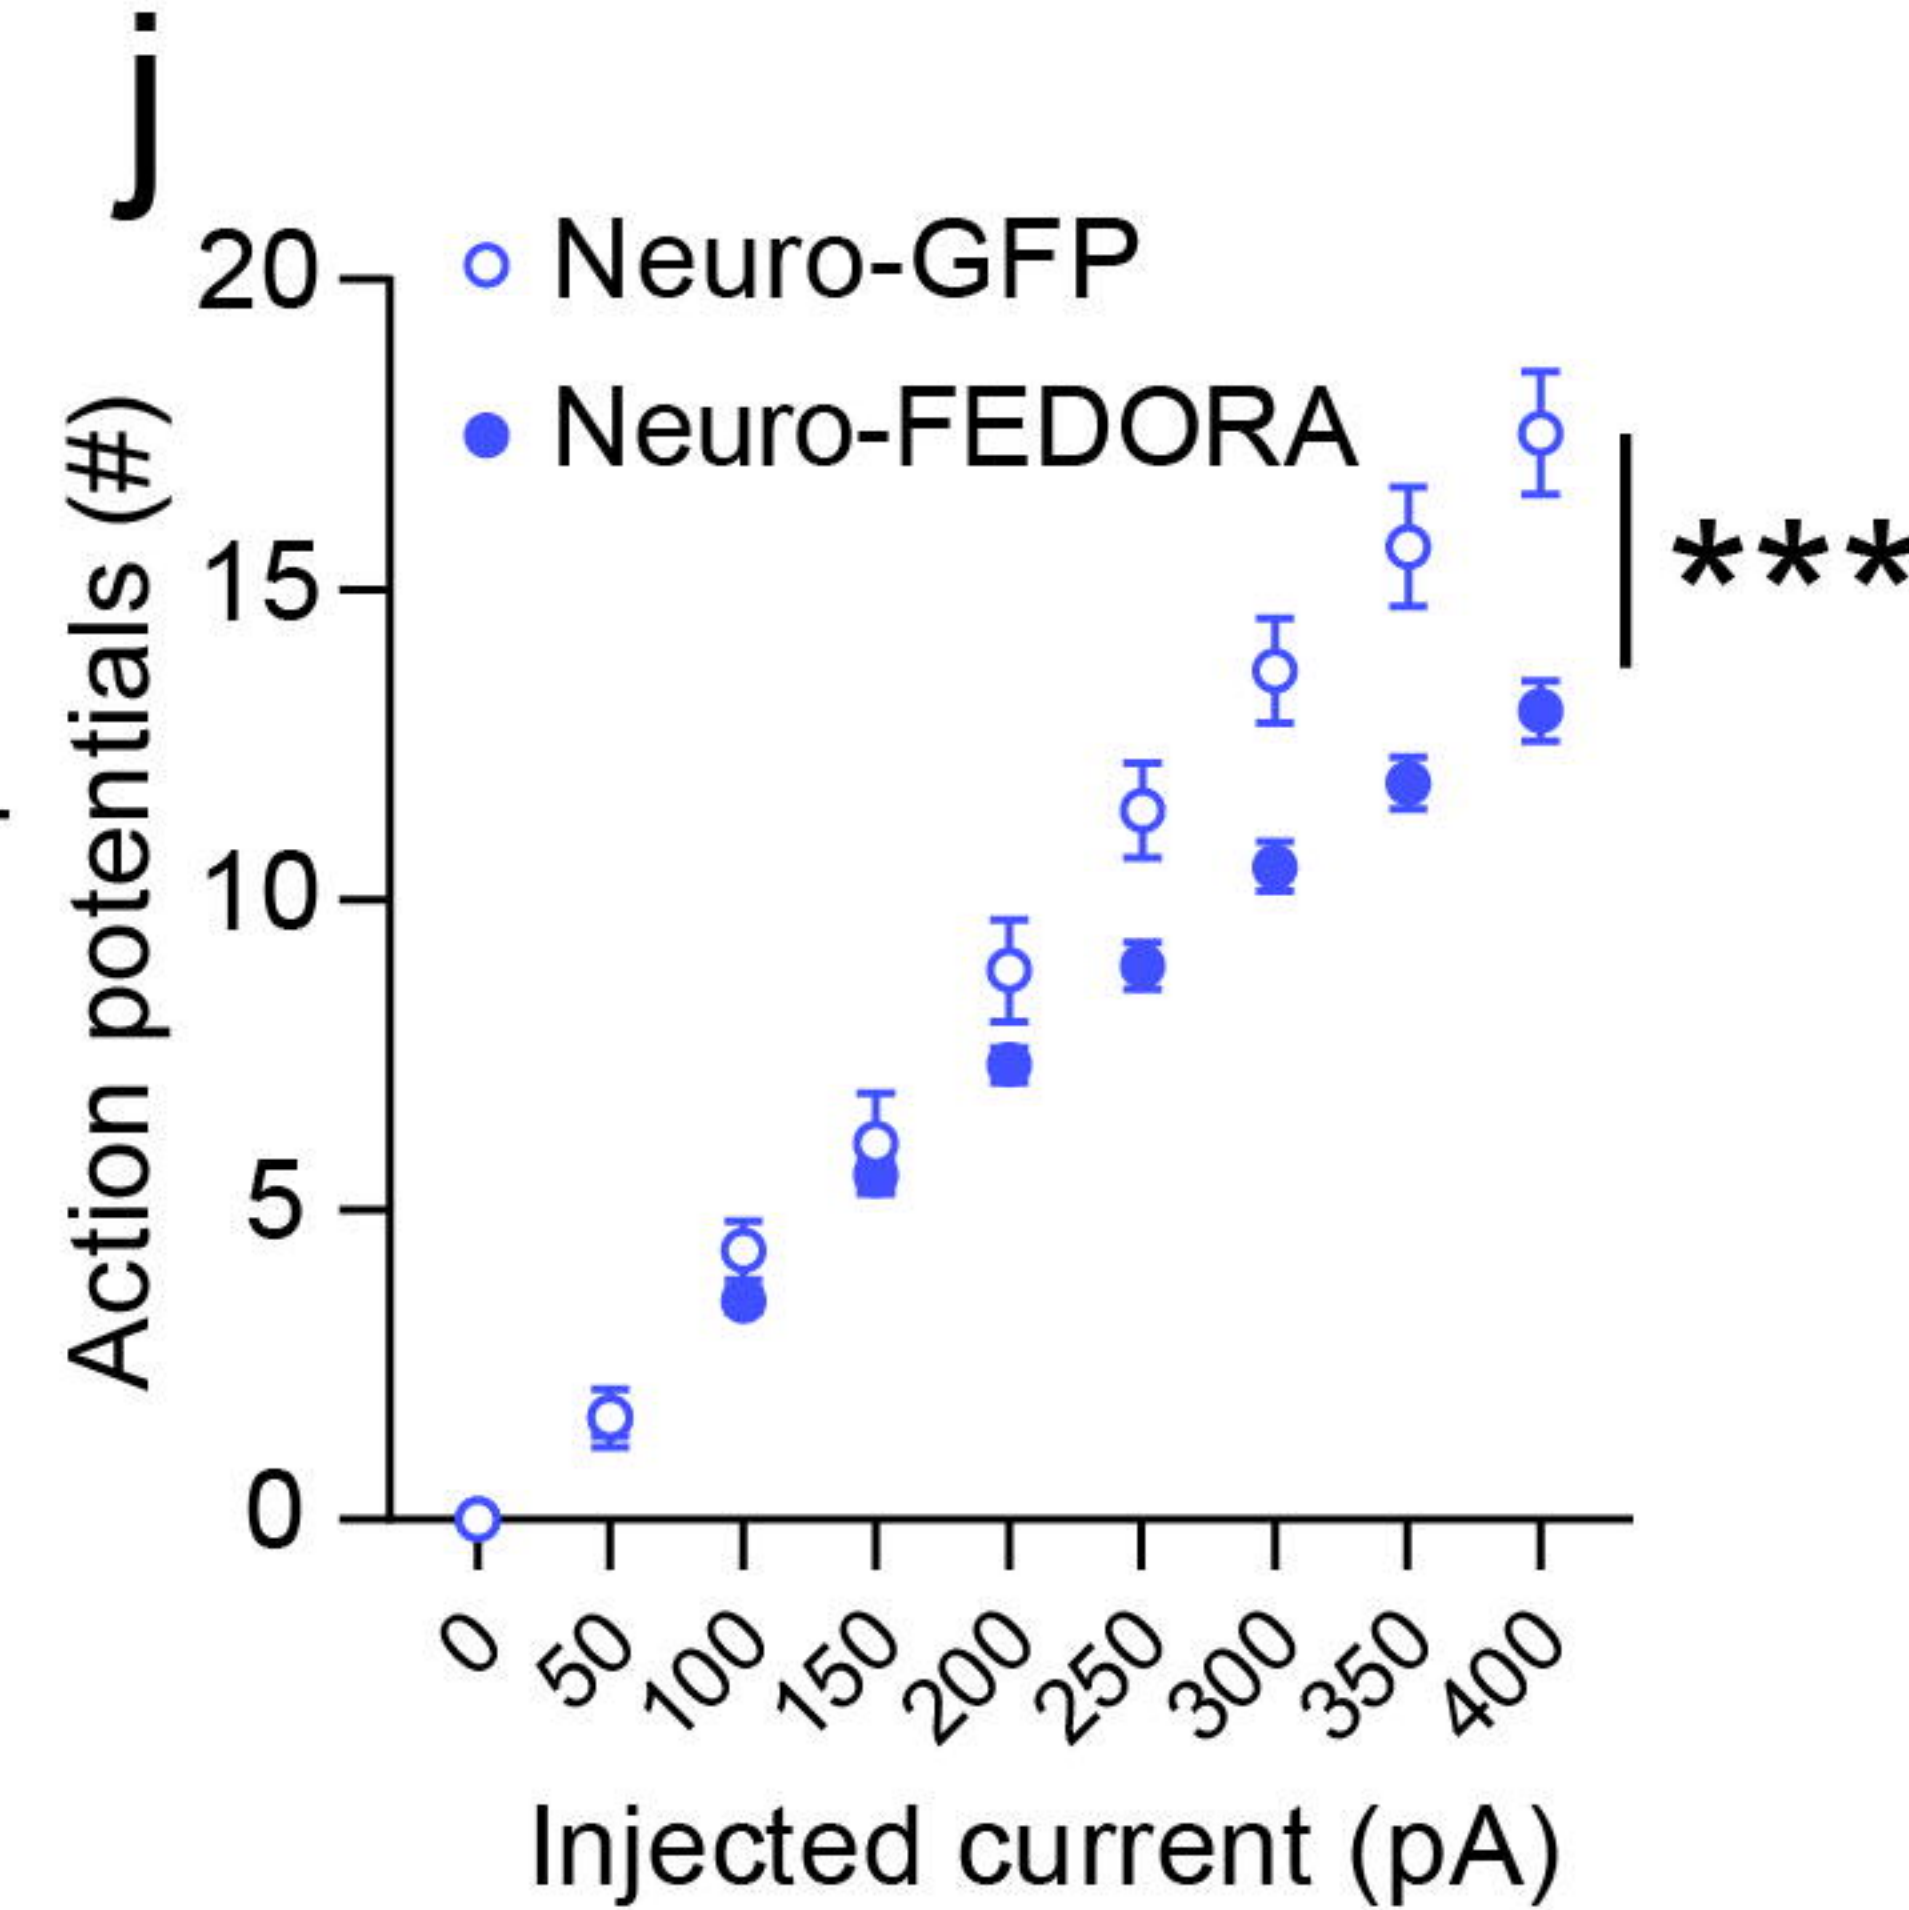 j
Neuro-GFP
Neuro-FEDORA
20
15
10
5
0
Action potentials (#)
***
0 50 100 150 200 250 300 350 400
Injected current (pA)